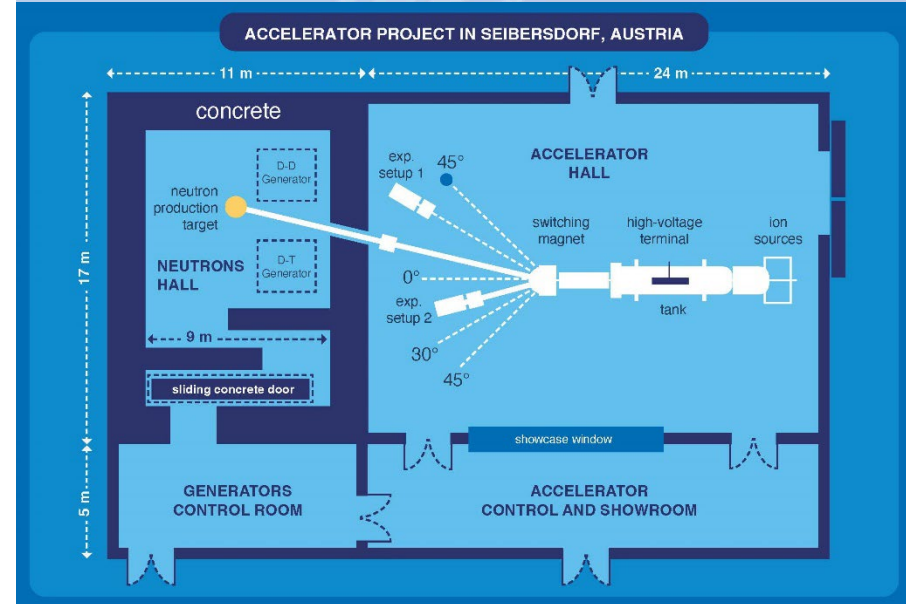 ACCELERATOR PROJECT IN SEIBERSDORF, AUSTRIA
11 m
24 m
concrete
17 m
5 m
D-D
Generator
neutron
production
target
NEUTRONS
HALL
D-T
Generator
9 m
sliding concrete door
exp.
setup 1
45°
ACCELERATOR
HALL
switching
magnet
high-voltage
terminal
ion
sources
0°
tank
exp.
setup 2
30°
45°
showcase window
GENERATORS
CONTROL ROOM
ACCELERATOR
CONTROL AND SHOWROOM